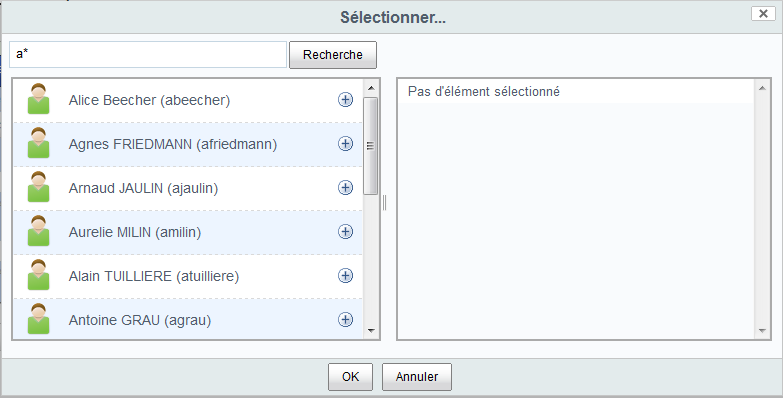 Sélectionner...
a*
Recherche
Alice Beecher (abeecher)
Agnes FRIEDMANN (afriedmann)
Arnaud JAULIN (ajaulin)
Aurelie MILIN (amilin)
Alain TUILLIERE (atuilliere)
Antoine GRAU (agrau)
Pas d'élément sélectionné
OK
Annuler